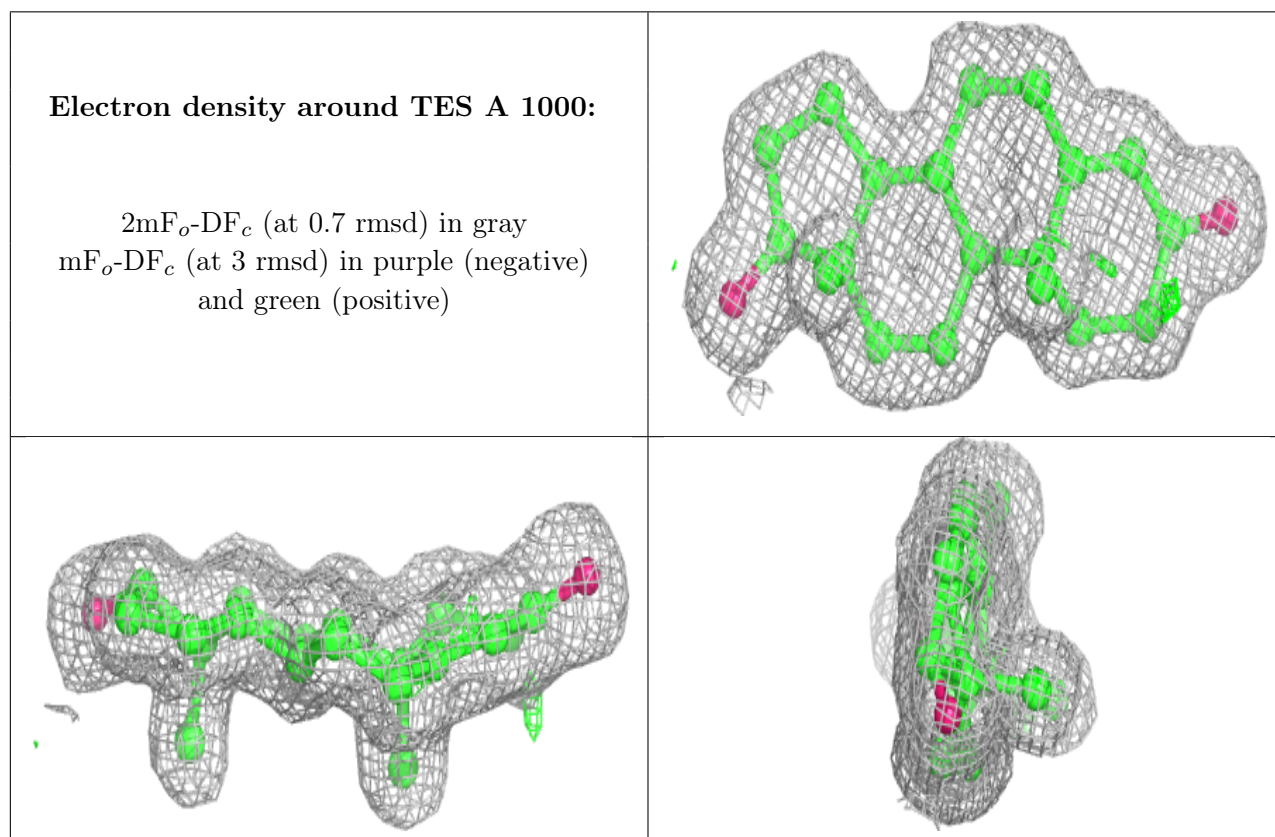 Electron density around TES A 1000:
2mFo-DFc (at 0.7 rmsd) in gray
mFo-DFc (at 3 rmsd) in purple (negative)
and green (positive)